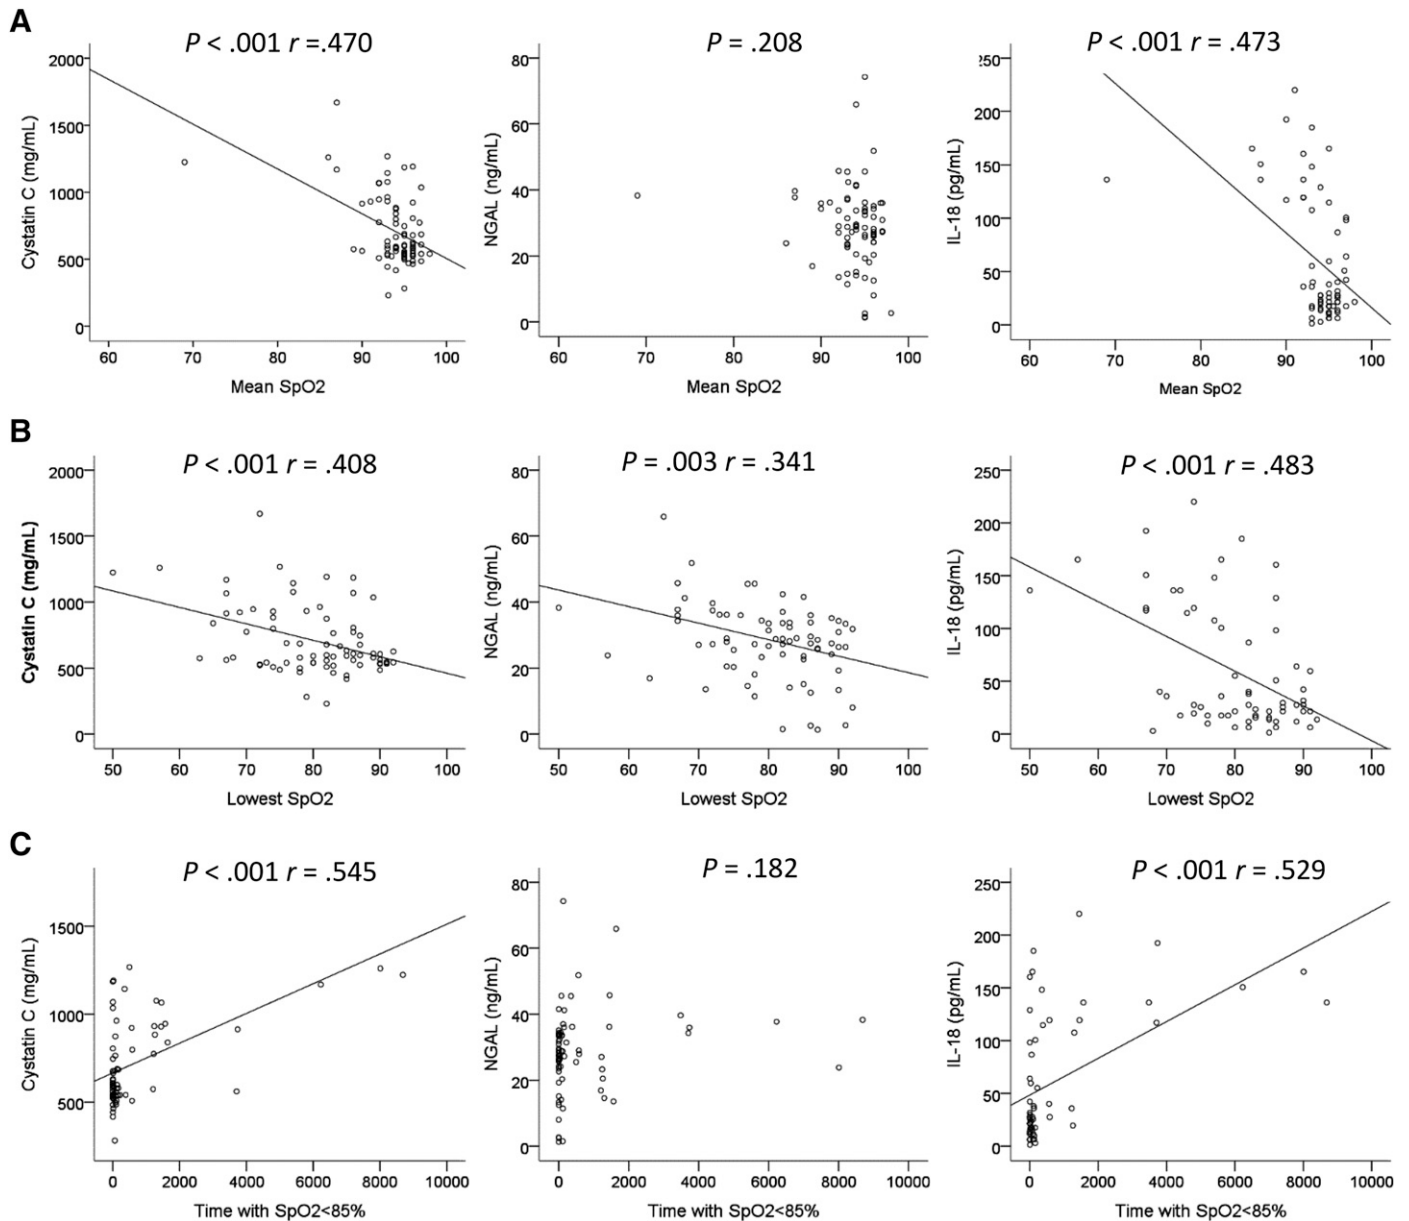 A
P < .001 r =.470
P = .208
P < .001 r = .473
2000
1500
1000
500
0
Cystatin C (mg/mL)
60 70 80 90 100
Mean SpO2
80
60
40
20
0
NGAL (ng/mL)
60 70 80 90 100
Mean SpO2
250
200
150
100
50
0
IL-18 (pg/mL)
60 70 80 90 100
Mean SpO2
B
P < .001 r = .408
P = .003 r = .341
P < .001 r = .483
2000
1500
1000
500
0
Cystatin C (mg/mL)
50 60 70 80 90 100
Lowest SpO2
80
60
40
20
0
NGAL (ng/mL)
50 60 70 80 90 100
Lowest SpO2
250
200
150
100
50
0
IL-18 (pg/mL)
50 60 70 80 90 100
Lowest SpO2
C
P < .001 r = .545
P = .182
P < .001 r = .529
1500
1000
500
Cystatin C (mg/mL)
0 2000 4000 6000 8000 10000
Time with SpO2<85%
80
60
40
20
0
NGAL (ng/mL)
0 2000 4000 6000 8000 10000
Time with SpO2<85%
250
200
150
100
50
0
IL-18 (pg/mL)
0 2000 4000 6000 8000 10000
Time with SpO2<85%